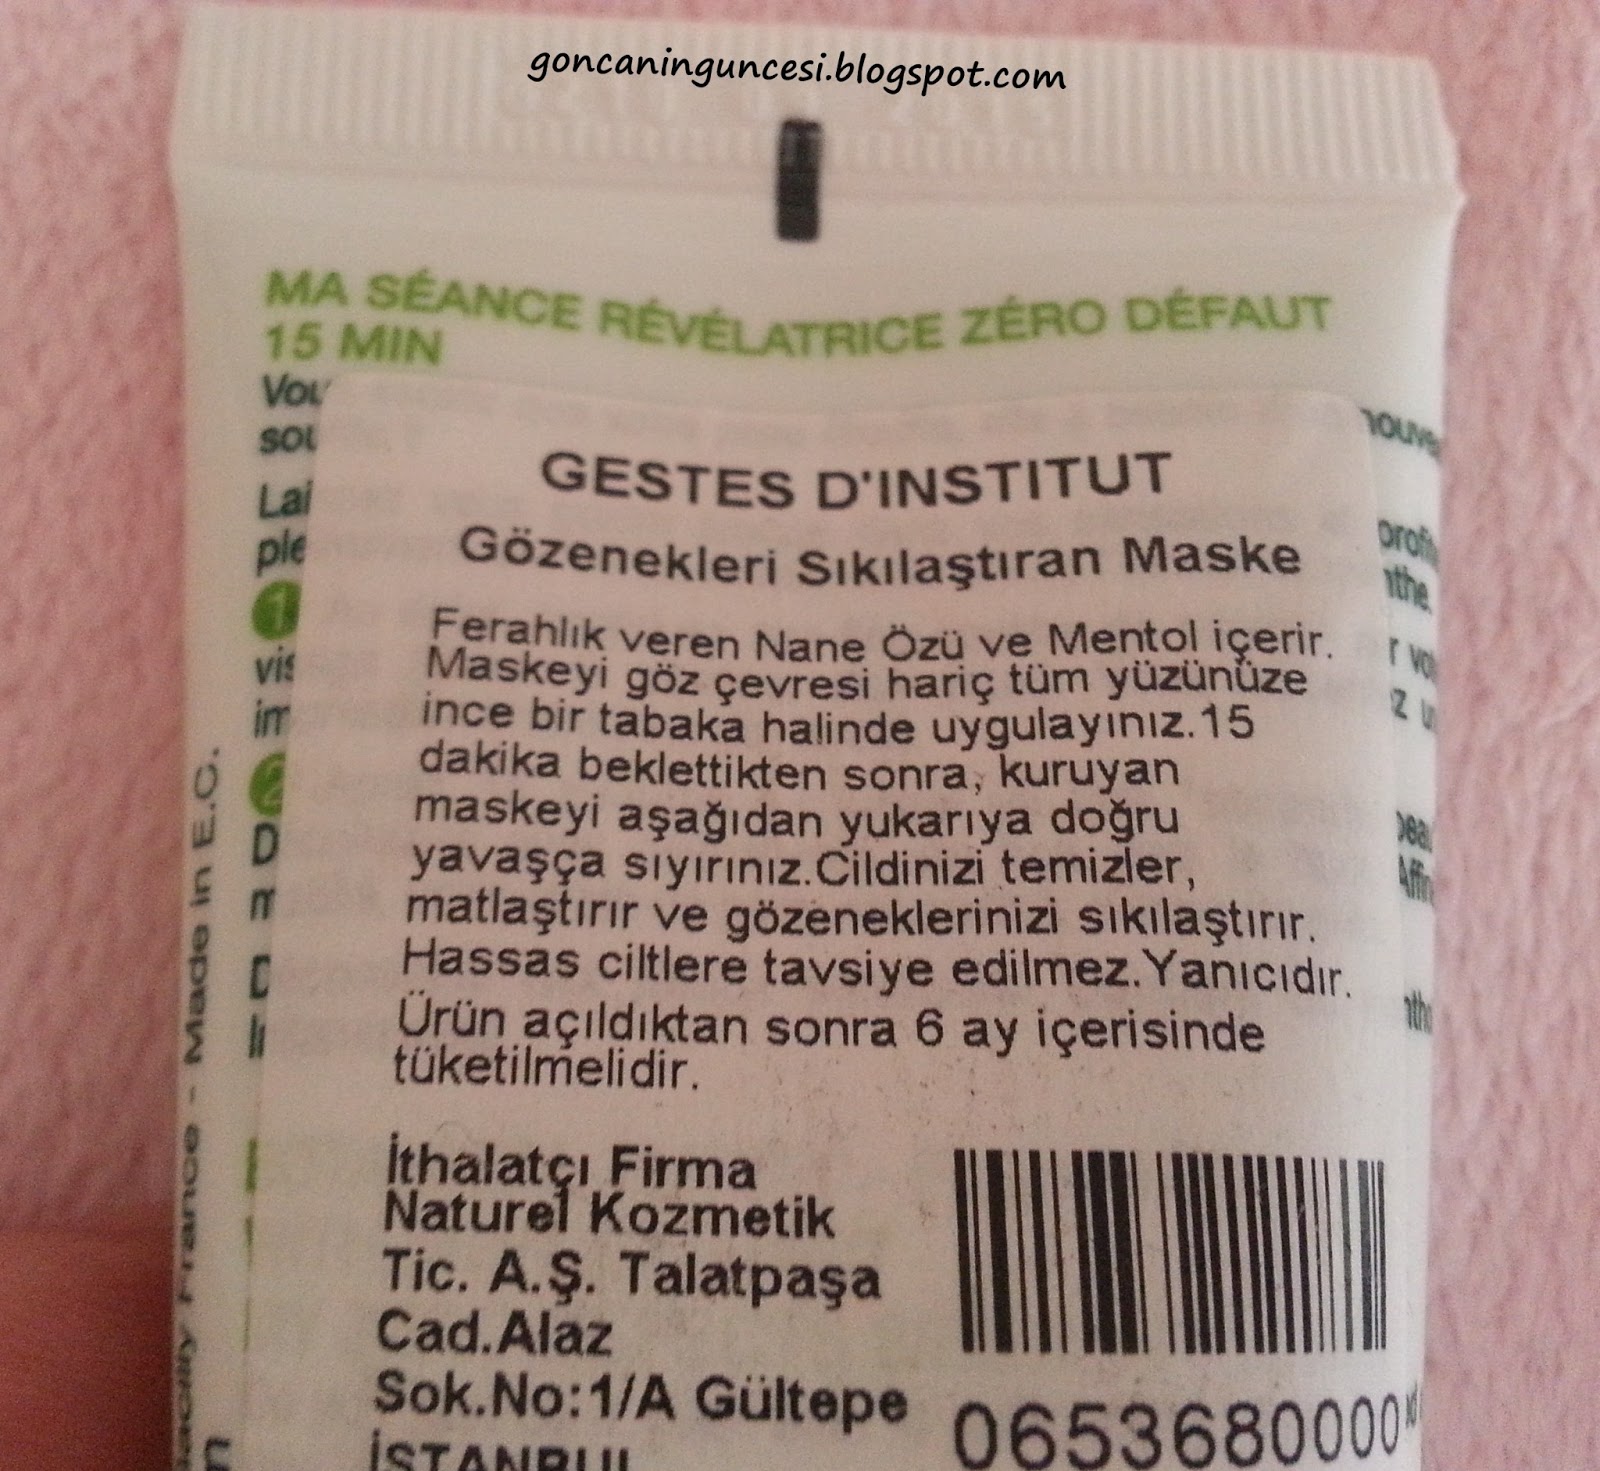 goncaninguncesi.blogspot.com
MA SÉANCE RÉVÉLATRICE ZÉRO DÉFAUT
15 MIN
GESTES D'INSTITUT
Gözenekleri Sıkılaştıran Maske
Ferahlık veren Nane Özü ve Mentol içerir.
Maskeyi göz çevresi hariç tüm yüzünüze
ince bir tabaka halinde uygulayınız.15
dakika beklettikten sonra, kuruyan
maskeyi aşağıdan yukarıya doğru
yavaşça sıyırınız.Cildinizi temizler,
matlaştırır ve gözeneklerinizi sıkılaştırır.
Hassas ciltlere tavsiye edilmez.Yanıcıdır.
Ürün açıldıktan sonra 6 ay içerisinde
tüketilmelidir.
İthalatçı Firma
Naturel Kozmetik
Tic. A.Ş. Talatpaşa
Cad.Alaz
Sok.No:1/A Gültepe
İSTANBUL
0653680000
France - Made in E.C.
1
2